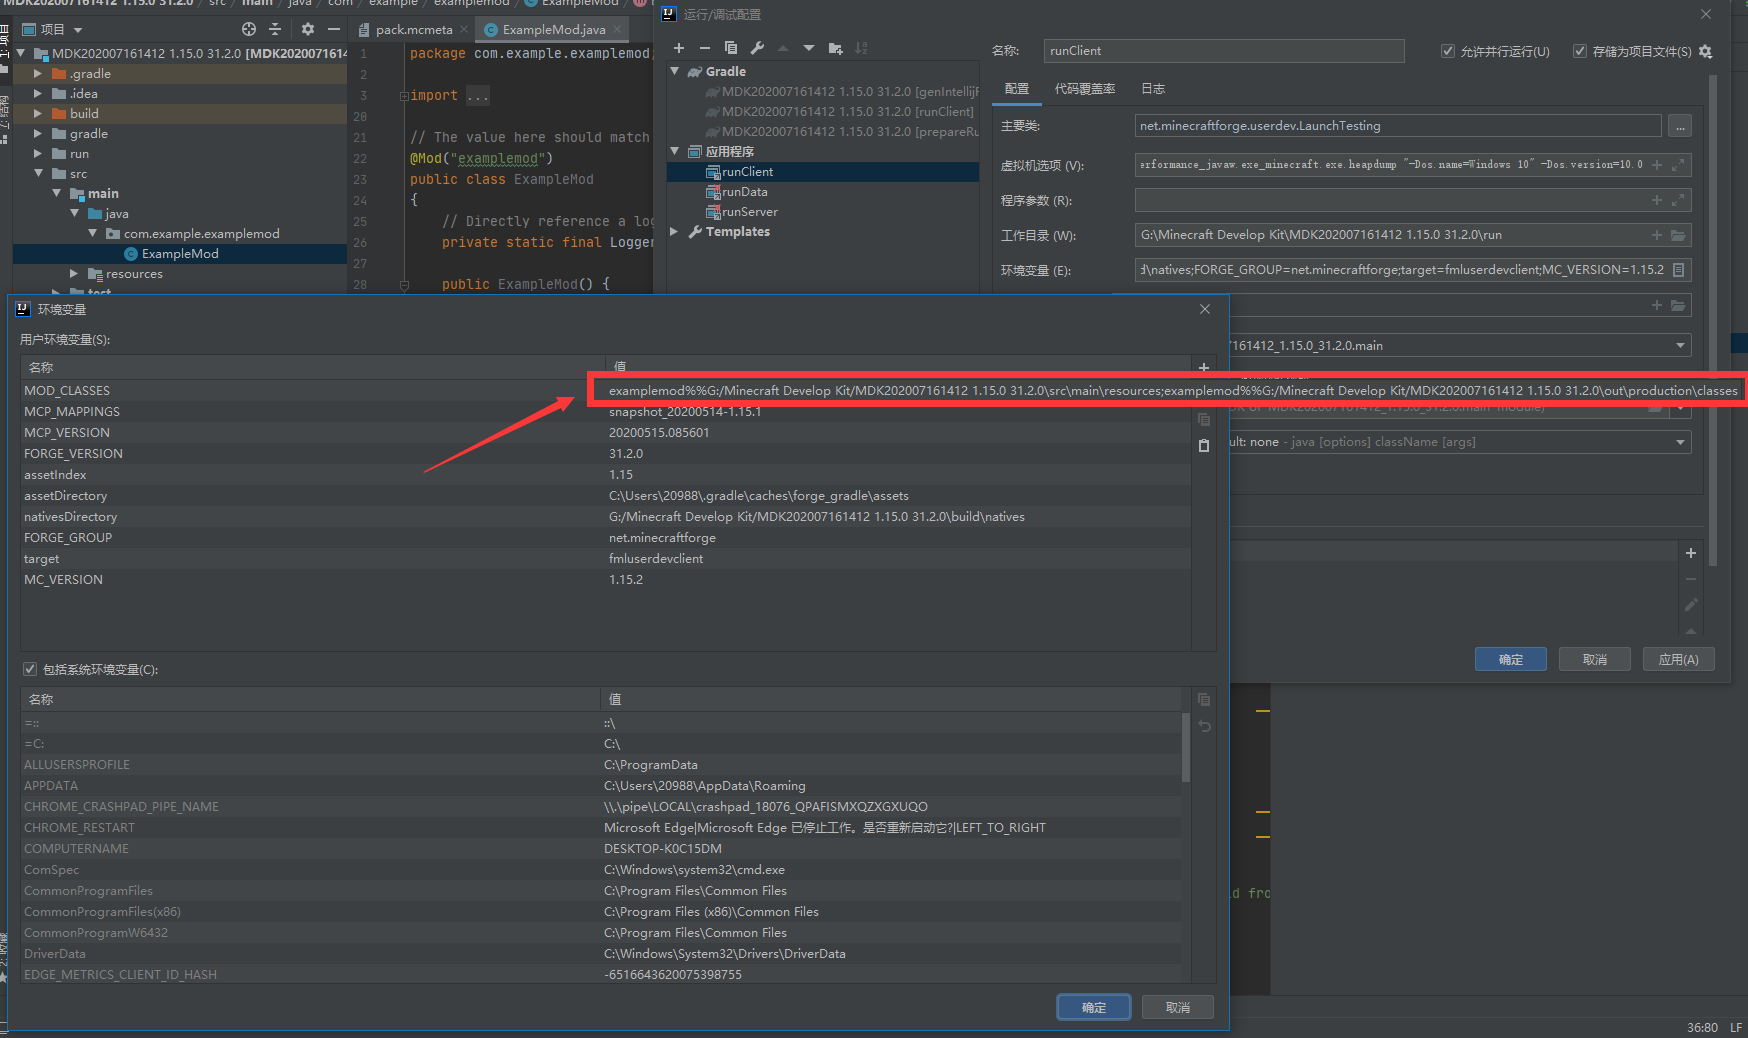 MDK202007161412 1.15.0 31.2.0 / src / main / java / com / example / examplemod / ExampleMod
项目
MDK202007161412 1.15.0 31.2.0 [MDK2020071614
.gradle
.idea
build
gradle
run
src
main
java
com.example.examplemod
ExampleMod
resources
test
1: 项目
pack.mcmeta
ExampleMod.java
1 package com.example.examplemod;
2
3 import ...
20
21 // The value here should match
22 @Mod("examplemod")
23 public class ExampleMod
24 {
25 // Directly reference a log
26 private static final Logger
27
28 public ExampleMod() {
运行/调试配置
Gradle
MDK202007161412 1.15.0 31.2.0 [genIntellijR
MDK202007161412 1.15.0 31.2.0 [runClient]
MDK202007161412 1.15.0 31.2.0 [prepareRu
应用程序
runClient
runData
runServer
Templates
名称:
runClient
允许并行运行(U)
存储为项目文件(S)
配置
代码覆盖率
日志
主要类:
net.minecraftforge.userdev.LaunchTesting
...
虚拟机选项 (V):
erformance_javaw.exe_minecraft.exe.heapdump "-Dos.name=Windows 10" -Dos.version=10.0
程序参数 (R):
工作目录 (W):
G:\Minecraft Develop Kit\MDK202007161412 1.15.0 31.2.0\run
环境变量 (E):
d\natives;FORGE_GROUP=net.minecraftforge;target=fmluserdevclient;MC_VERSION=1.15.2
161412_1.15.0_31.2.0.main
ult: none - java [options] className [args]
确定
取消
应用(A)
环境变量
用户环境变量(S):
名称
值
MOD_CLASSES
examplemod%%G:/Minecraft Develop Kit/MDK202007161412 1.15.0 31.2.0\src\main\resources;examplemod%%G:/Minecraft Develop Kit/MDK202007161412 1.15.0 31.2.0\out\production\classes
MCP_MAPPINGS
snapshot_20200514-1.15.1
MCP_VERSION
20200515.085601
FORGE_VERSION
31.2.0
assetIndex
1.15
assetDirectory
C:\Users\20988\.gradle\caches\forge_gradle\assets
nativesDirectory
G:/Minecraft Develop Kit/MDK202007161412 1.15.0 31.2.0\build\natives
FORGE_GROUP
net.minecraftforge
target
fmluserdevclient
MC_VERSION
1.15.2
包括系统环境变量(C):
名称
值
=::
::\
=C:
C:\
ALLUSERSPROFILE
C:\ProgramData
APPDATA
C:\Users\20988\AppData\Roaming
CHROME_CRASHPAD_PIPE_NAME
\\.\pipe\LOCAL\crashpad_18076_QPAFISMXQZXGXUQO
CHROME_RESTART
Microsoft Edge|Microsoft Edge 已停止工作。是否重新启动它?|LEFT_TO_RIGHT
COMPUTERNAME
DESKTOP-K0C15DM
ComSpec
C:\Windows\system32\cmd.exe
CommonProgramFiles
C:\Program Files\Common Files
CommonProgramFiles(x86)
C:\Program Files (x86)\Common Files
CommonProgramW6432
C:\Program Files\Common Files
DriverData
C:\Windows\System32\Drivers\DriverData
EDGE_METRICS_CLIENT_ID_HASH
-6516643620075398755
确定
取消
d fro
36:80
LF